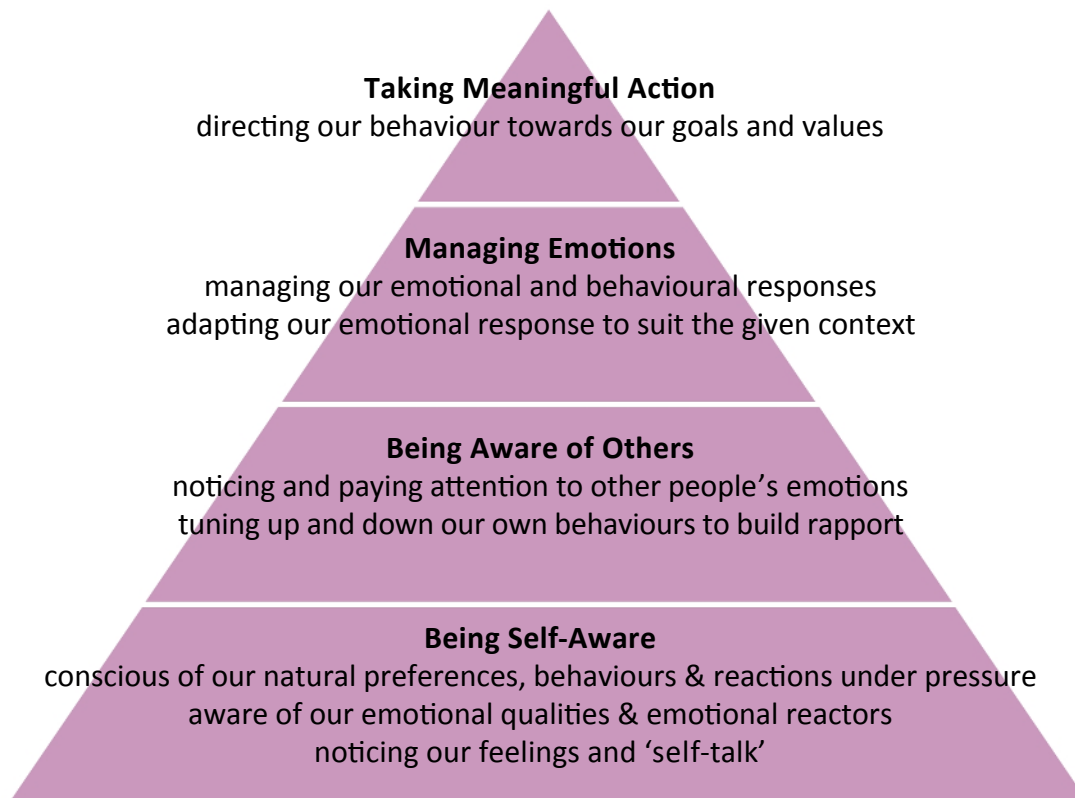 Taking Meaningful Action
directing our behaviour towards our goals and values
Managing Emotions
managing our emotional and behavioural responses
adapting our emotional response to suit the given context
Being Aware of Others
noticing and paying attention to other people’s emotions
tuning up and down our own behaviours to build rapport
Being Self-Aware
conscious of our natural preferences, behaviours & reactions under pressure
aware of our emotional qualities & emotional reactors
noticing our feelings and ‘self-talk’